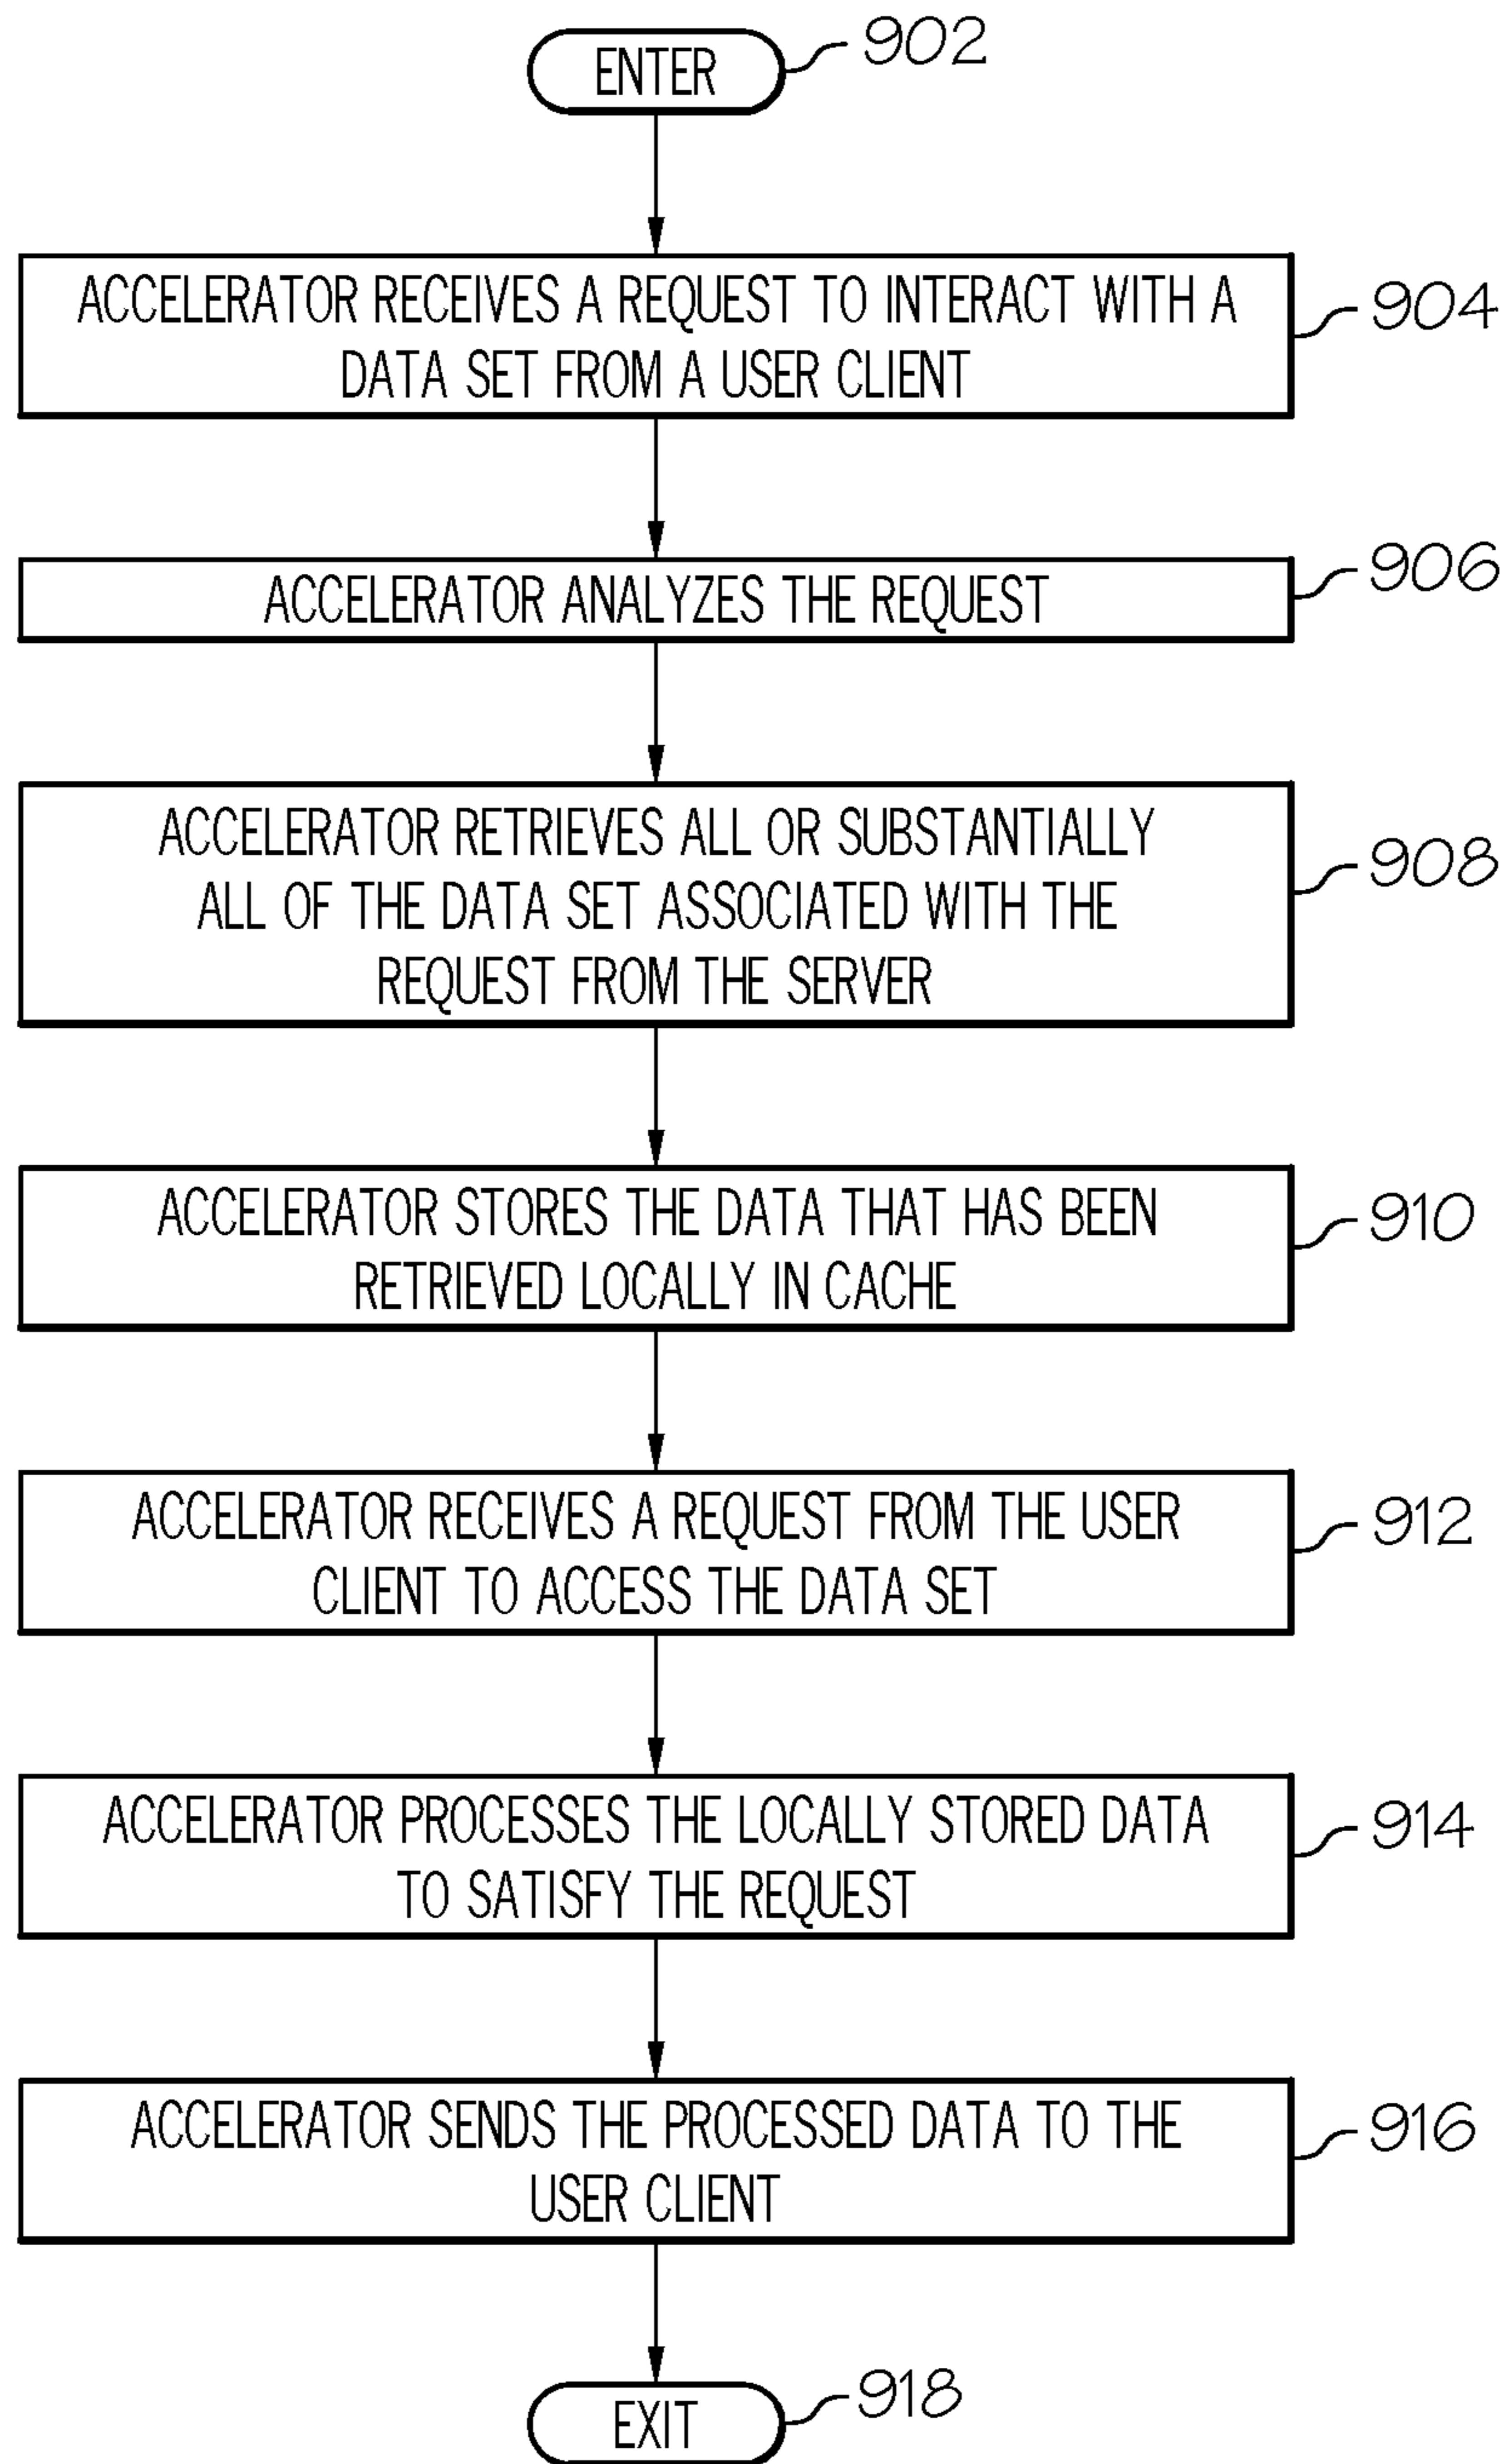 ENTER
902
ACCELERATOR RECEIVES A REQUEST TO INTERACT WITH A
DATA SET FROM A USER CLIENT
904
ACCELERATOR ANALYZES THE REQUEST
906
ACCELERATOR RETRIEVES ALL OR SUBSTANTIALLY
ALL OF THE DATA SET ASSOCIATED WITH THE
REQUEST FROM THE SERVER
908
ACCELERATOR STORES THE DATA THAT HAS BEEN
RETRIEVED LOCALLY IN CACHE
910
ACCELERATOR RECEIVES A REQUEST FROM THE USER
CLIENT TO ACCESS THE DATA SET
912
ACCELERATOR PROCESSES THE LOCALLY STORED DATA
TO SATISFY THE REQUEST
914
ACCELERATOR SENDS THE PROCESSED DATA TO THE
USER CLIENT
916
EXIT
918